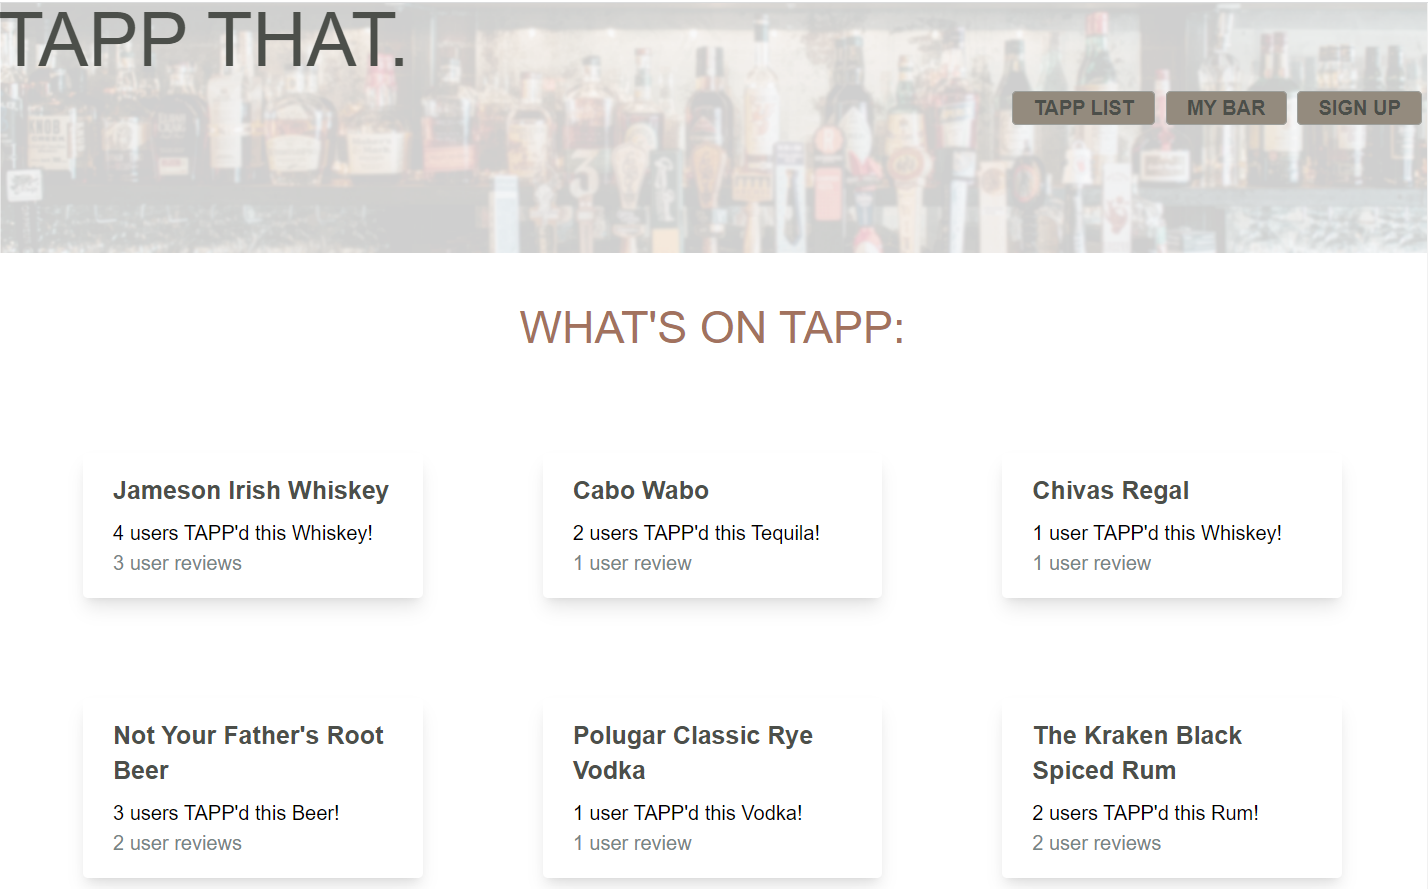 TAPP THAT.
TAPP LIST MY BAR SIGN UP
WHAT'S ON TAPP:
Jameson Irish Whiskey
4 users TAPP'd this Whiskey!
3 user reviews
Cabo Wabo
2 users TAPP'd this Tequila!
1 user review
Chivas Regal
1 user TAPP'd this Whiskey!
1 user review
Not Your Father's Root
Beer
3 users TAPP'd this Beer!
2 user reviews
Polugar Classic Rye
Vodka
1 user TAPP'd this Vodka!
1 user review
The Kraken Black
Spiced Rum
2 users TAPP'd this Rum!
2 user reviews